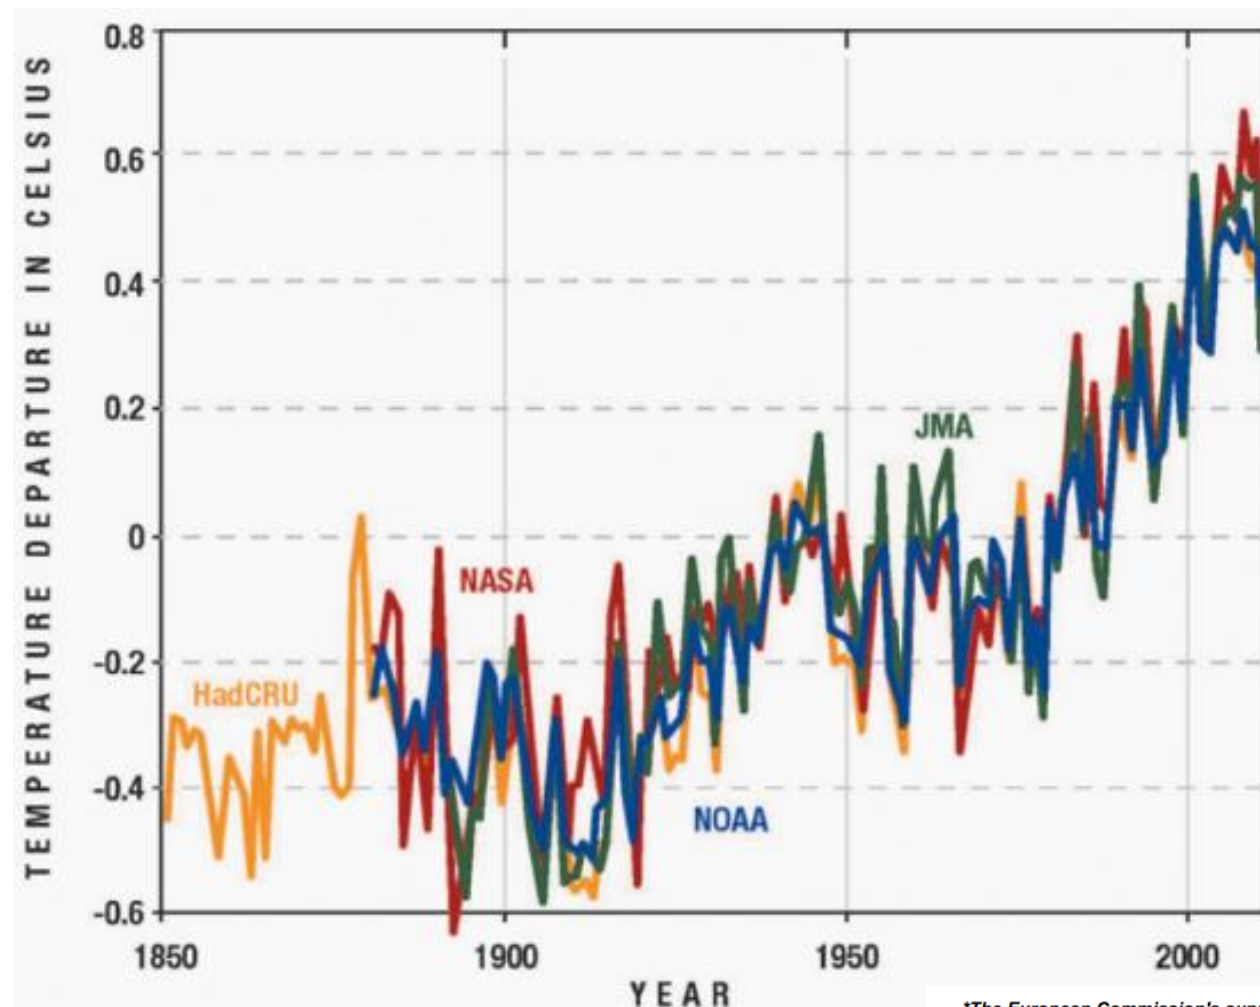 TEMPERATURE DEPARTURE IN CELSIUS
0.8
0.6
0.4
0.2
0
-0.2
-0.4
-0.6
JMA
NASA
HadCRU
NOAA
1850 1900 1950 2000
YEAR
*The European Commission's